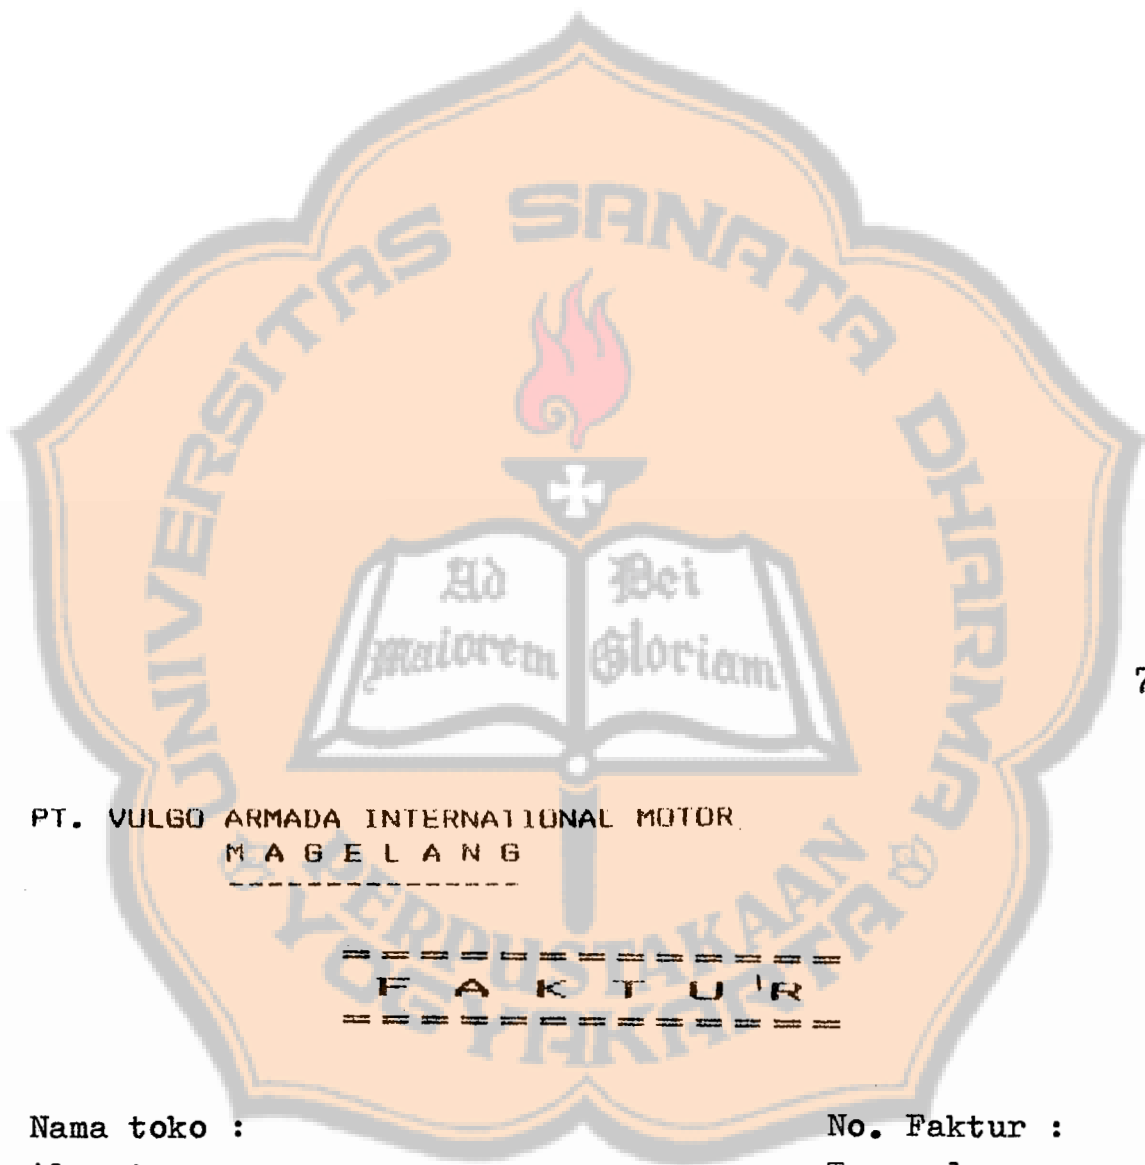 UNIVERSITAS SANATA DHARMA
Ad Dei
Maiorem Gloriam
7
PT. VULGO ARMADA INTERNATIONAL MOTOR
M A G E L A N G
PERPUSTAKAAN
YOGYAKARTA
F A K T U R
Nama toko :
No. Faktur :